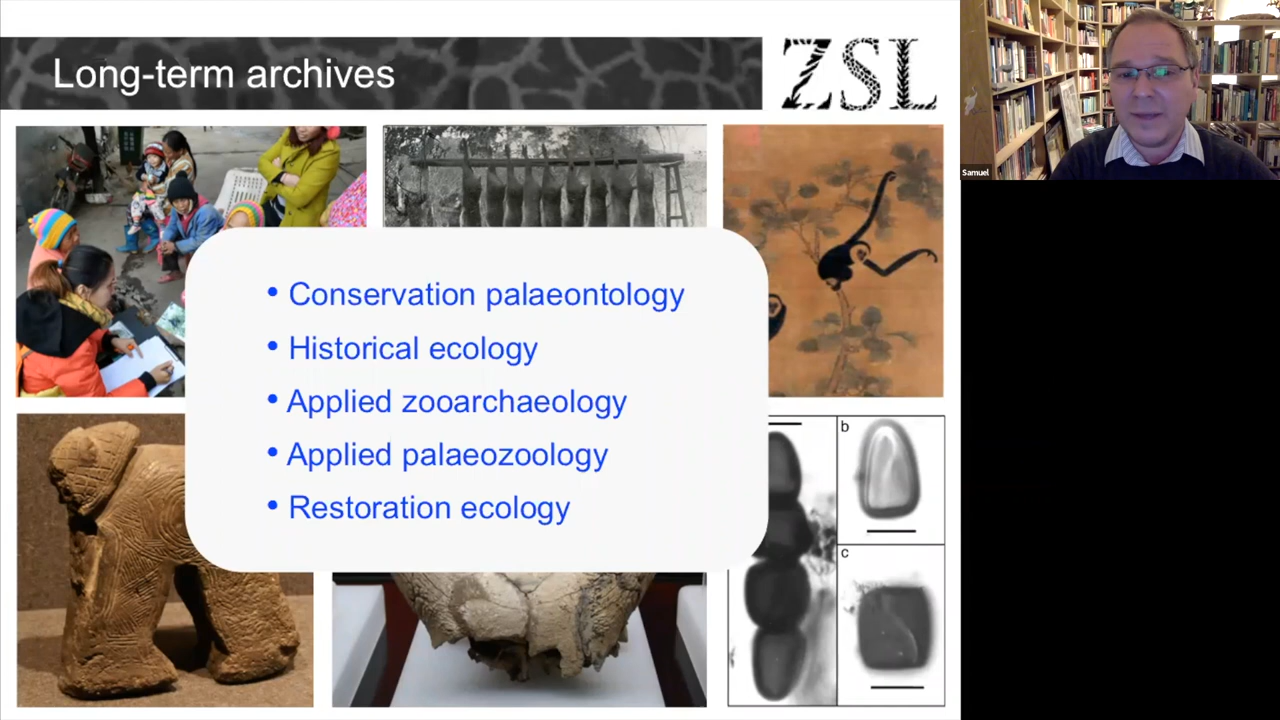 Long-term archives
ZSL
Samuel
• Conservation palaeontology
• Historical ecology
• Applied zooarchaeology
• Applied palaeozoology
• Restoration ecology
b
c